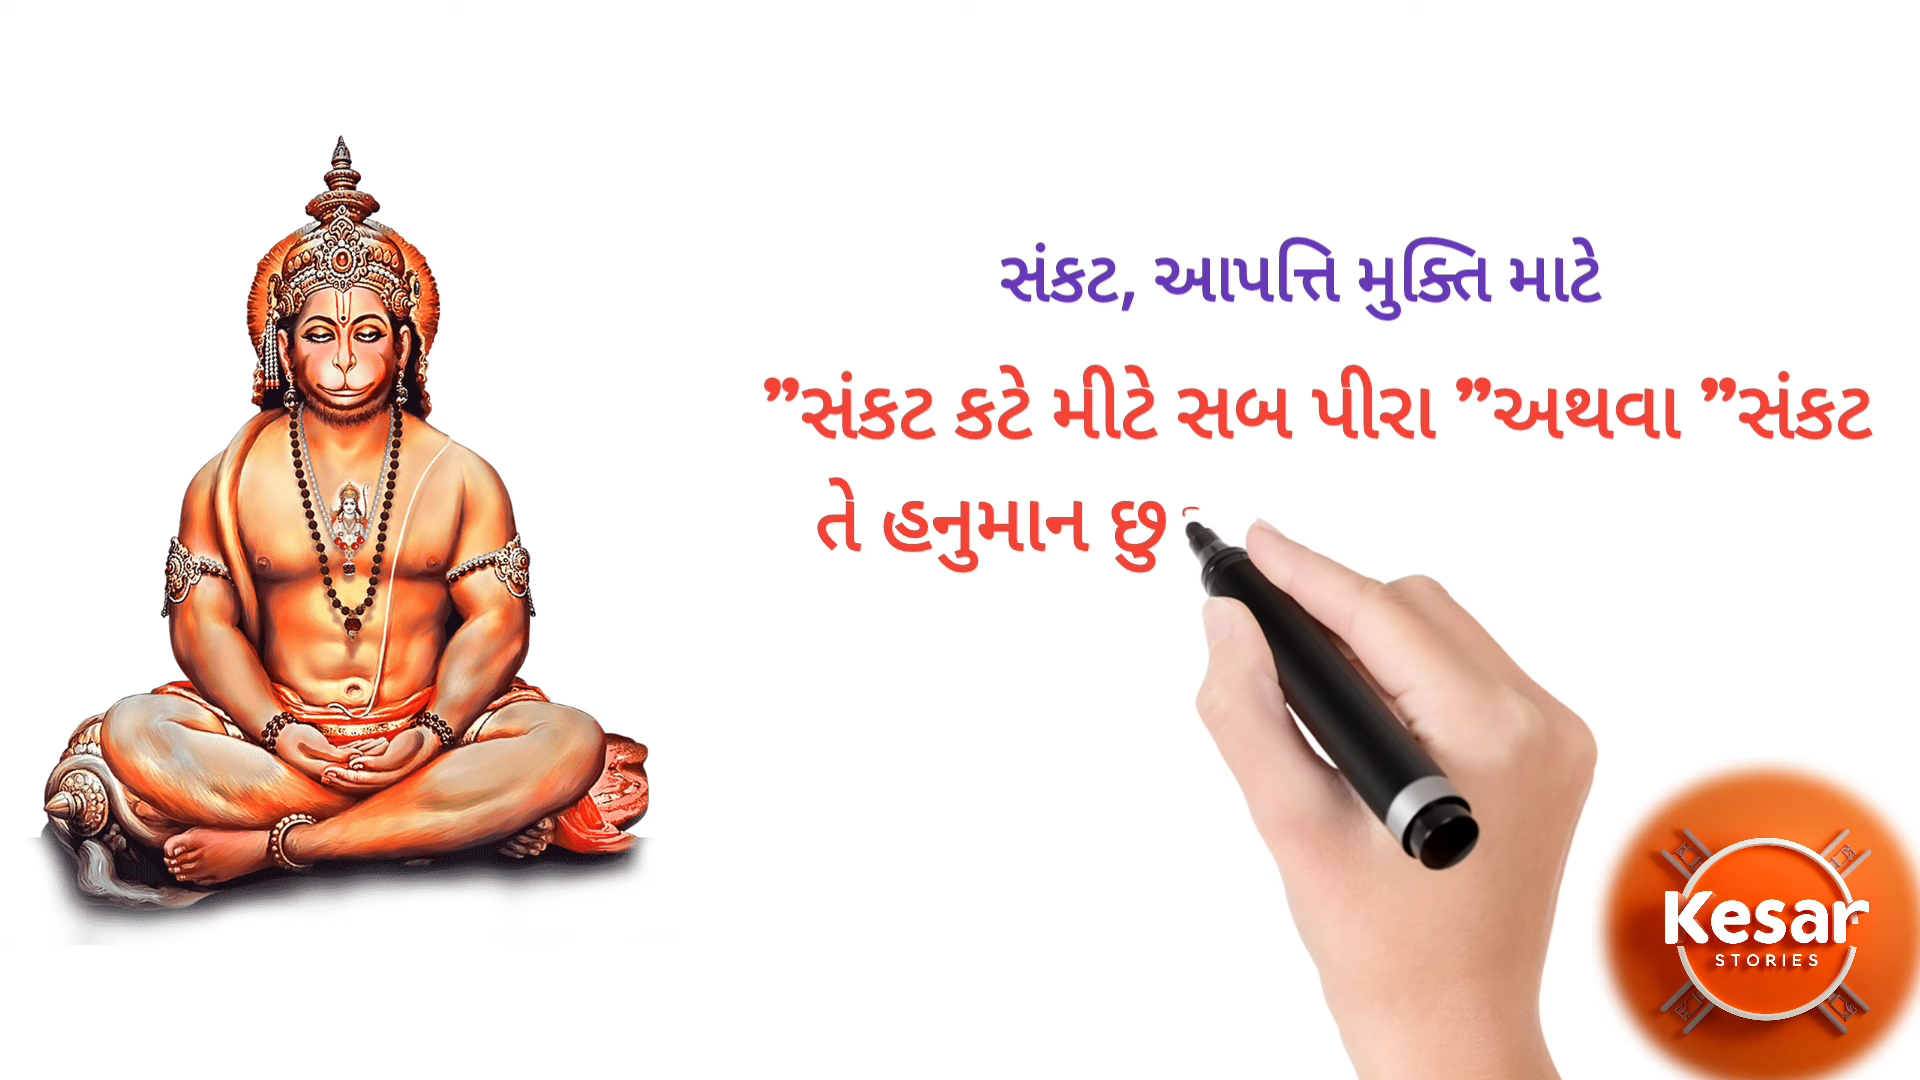 સંકટ, આપત્તિ મુક્તિ માટે
”સંકટ કટે મીટે સબ પીરા ”અથવા ”સંકટ
તે હનુમાન છુ
Kesar
STORIES